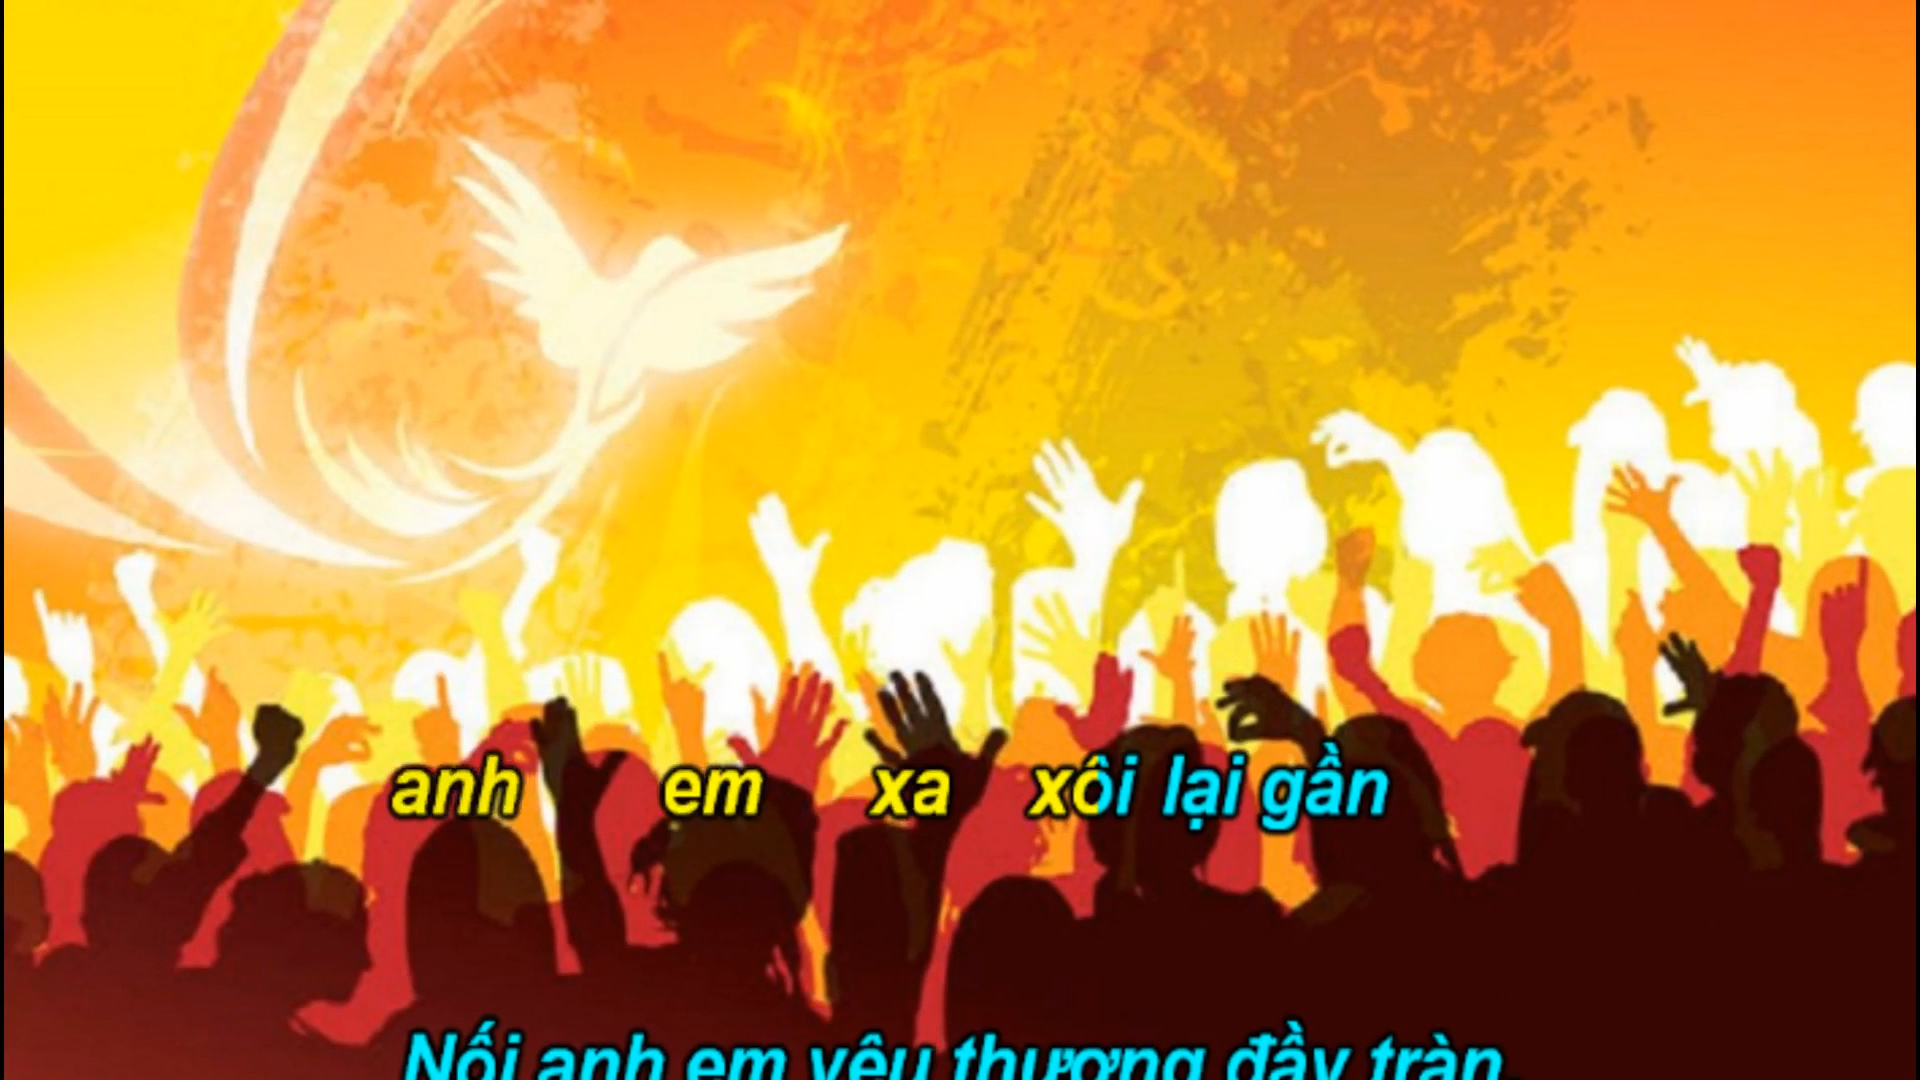 anh em xa xôi lại gần
Nối anh em yêu thương đầy tràn.